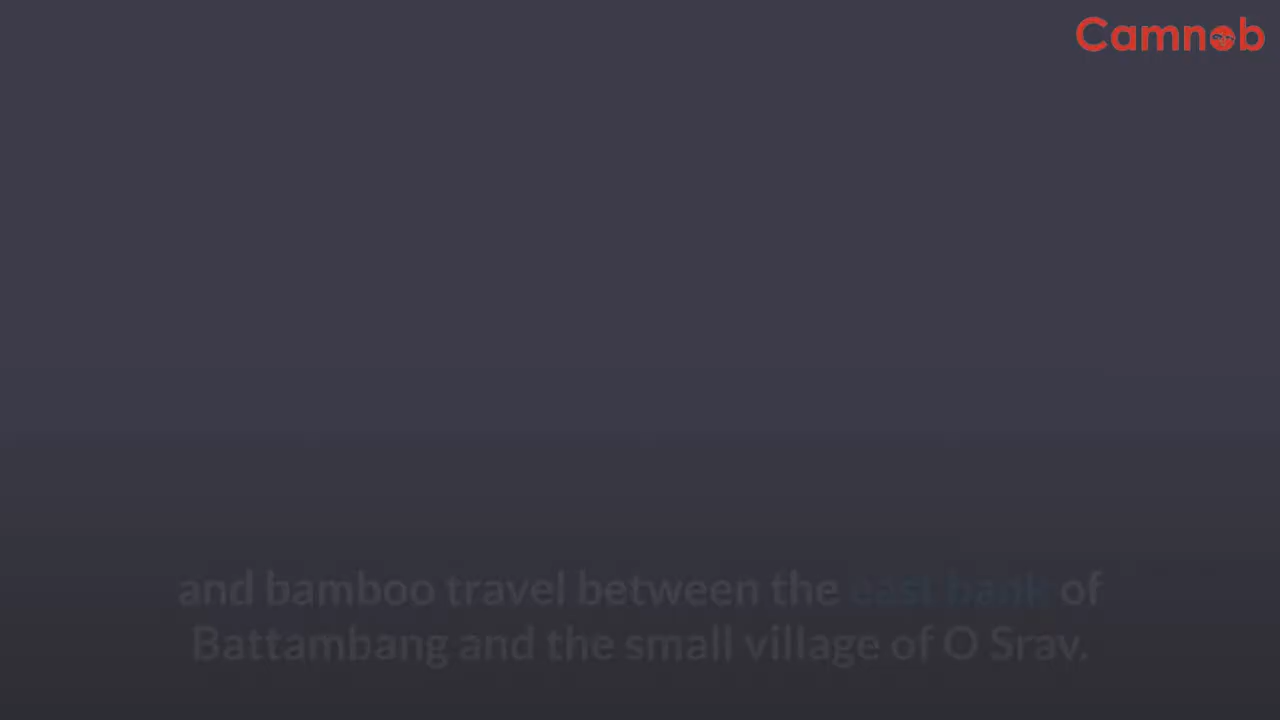 Camnob
and bamboo travel between the east bank of
Battambang and the small village of O Srav.